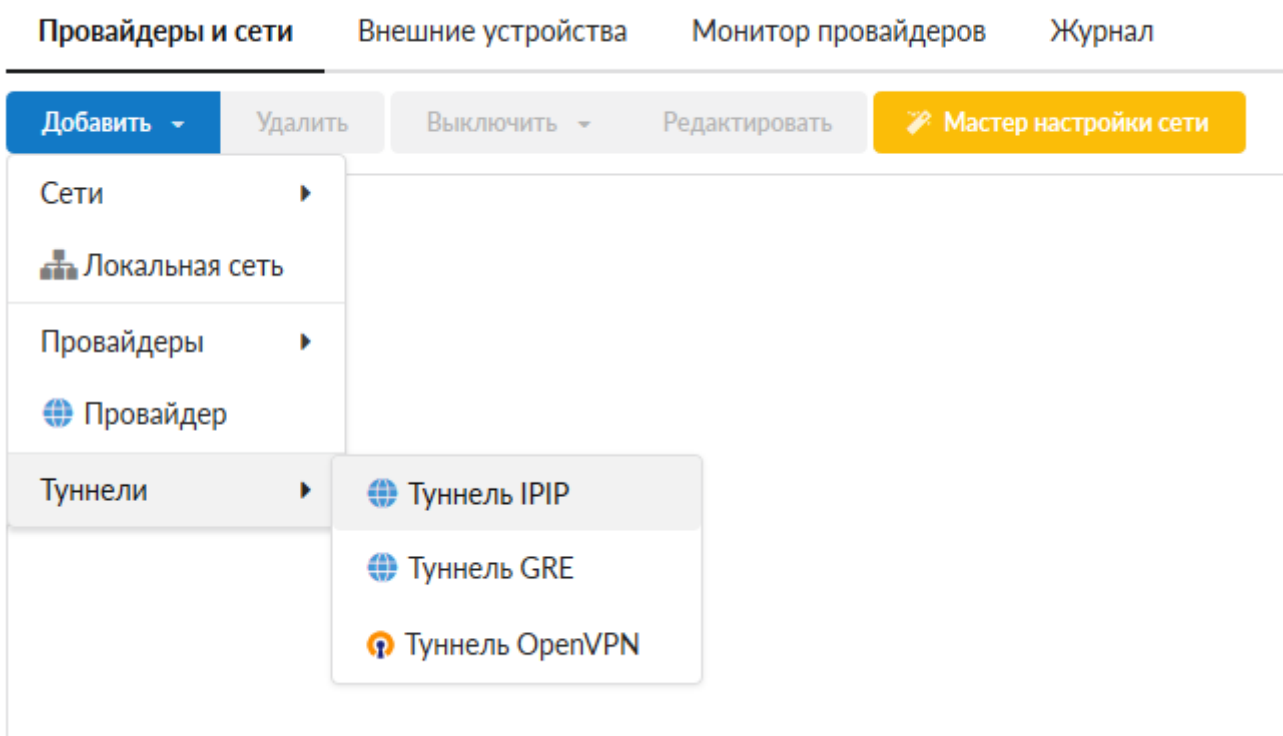 Провайдеры и сети Внешние устройства Монитор провайдеров Журнал
Добавить Удалить Выключить Редактировать Мастер настройки сети
Сети
Локальная сеть
Провайдеры
Провайдер
Туннели
Туннель IPIP
Туннель GRE
Туннель OpenVPN